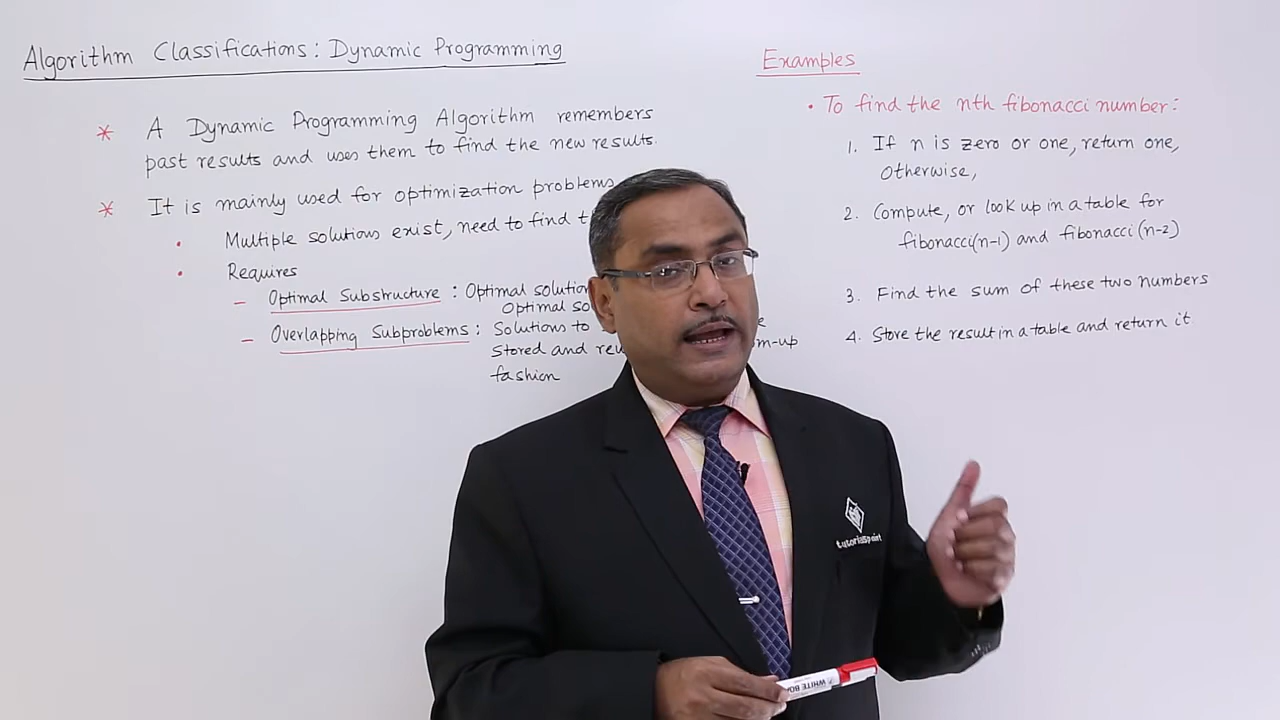 Algorithm Classifications: Dynamic Programming
* A Dynamic Programming Algorithm remembers
past results and uses them to find the new results.
* It is mainly used for optimization problems
• Multiple solutions exist, need to find
• Requires
– Optimal Substructure : Optimal solution
Optimal
– Overlapping Subproblems : Solutions to
stored and
fashion
Examples
• To find the nth fibonacci number:
1. If n is zero or one, return one,
otherwise,
2. Compute, or look up in a table for
fibonacci(n-1) and fibonacci (n-2)
3. Find the sum of these two numbers
4. Store the result in a table and return it.
tutorialspoint
WHITE